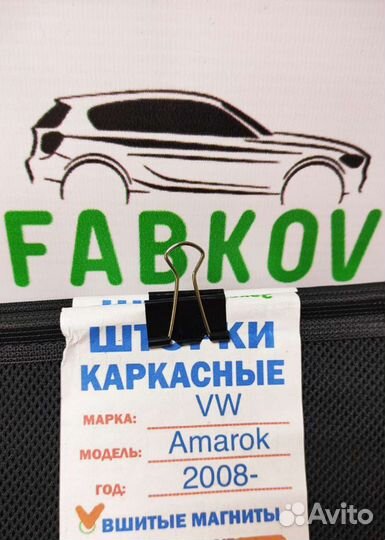 FABKOV
ШТОРКИ
КАРКАСНЫЕ
МАРКА: VW
МОДЕЛЬ: Amarok
ГОД: 2008-
ВШИТЫЕ МАГНИТЫ
Avito